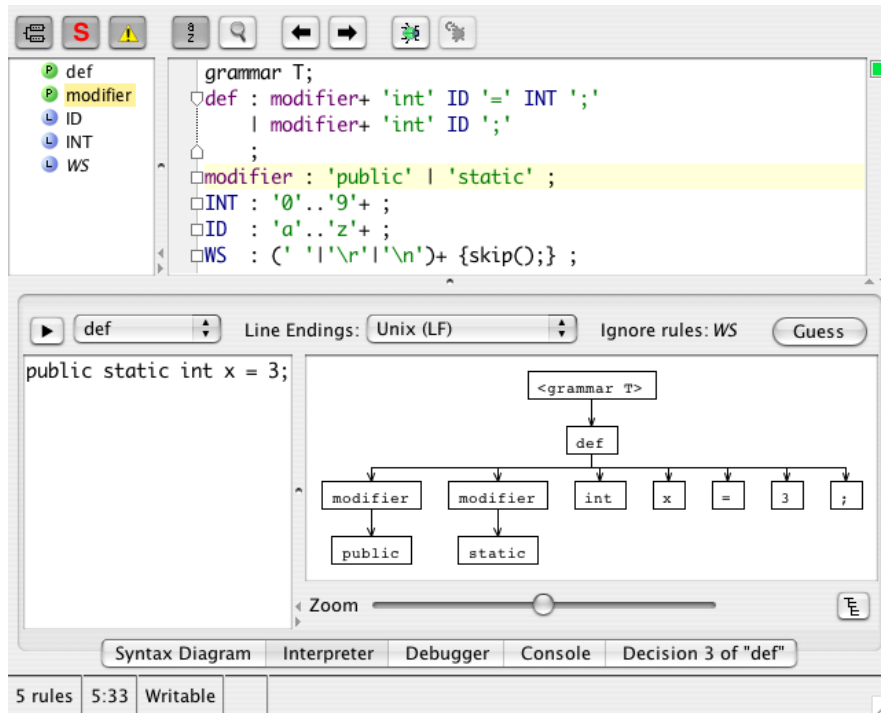 S
a
z
def
modifier
ID
INT
WS
grammar T;
def : modifier+ 'int' ID '=' INT ';'
| modifier+ 'int' ID ';'
;
modifier : 'public' | 'static' ;
INT : '0'..'9'+ ;
ID : 'a'..'z'+ ;
WS : (' '|'\r'|'\n')+ {skip();} ;
def Line Endings: Unix (LF) Ignore rules: WS Guess
public static int x = 3;
<grammar T>
def
modifier modifier int x = 3 ;
public static
Zoom
Syntax Diagram Interpreter Debugger Console Decision 3 of "def"
5 rules 5:33 Writable